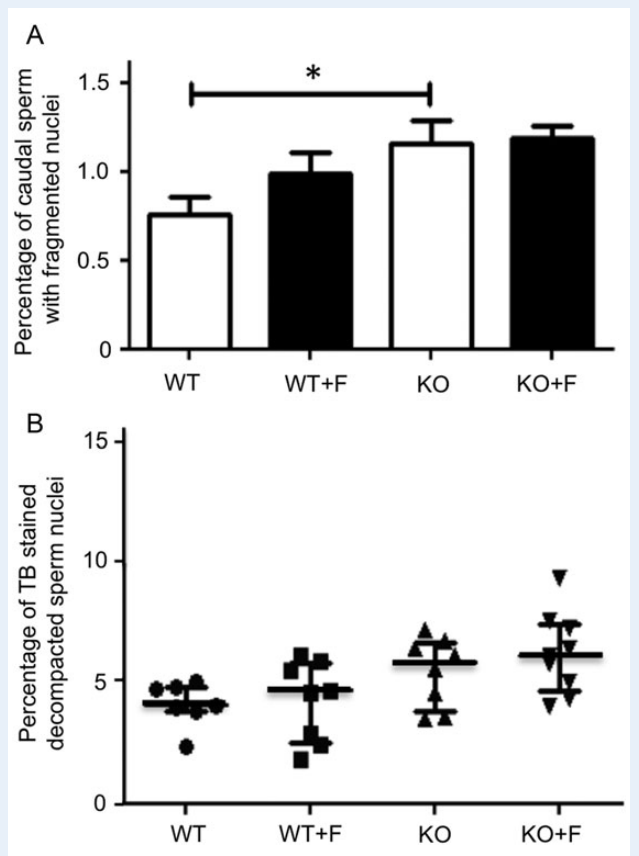 A
Percentage of caudal sperm
with fragmented nuclei
1.5
1.0
0.5
0
*
WT
WT+F
KO
KO+F
B
Percentage of TB stained
decompacted sperm nuclei
15
10
5
0
WT
WT+F
KO
KO+F